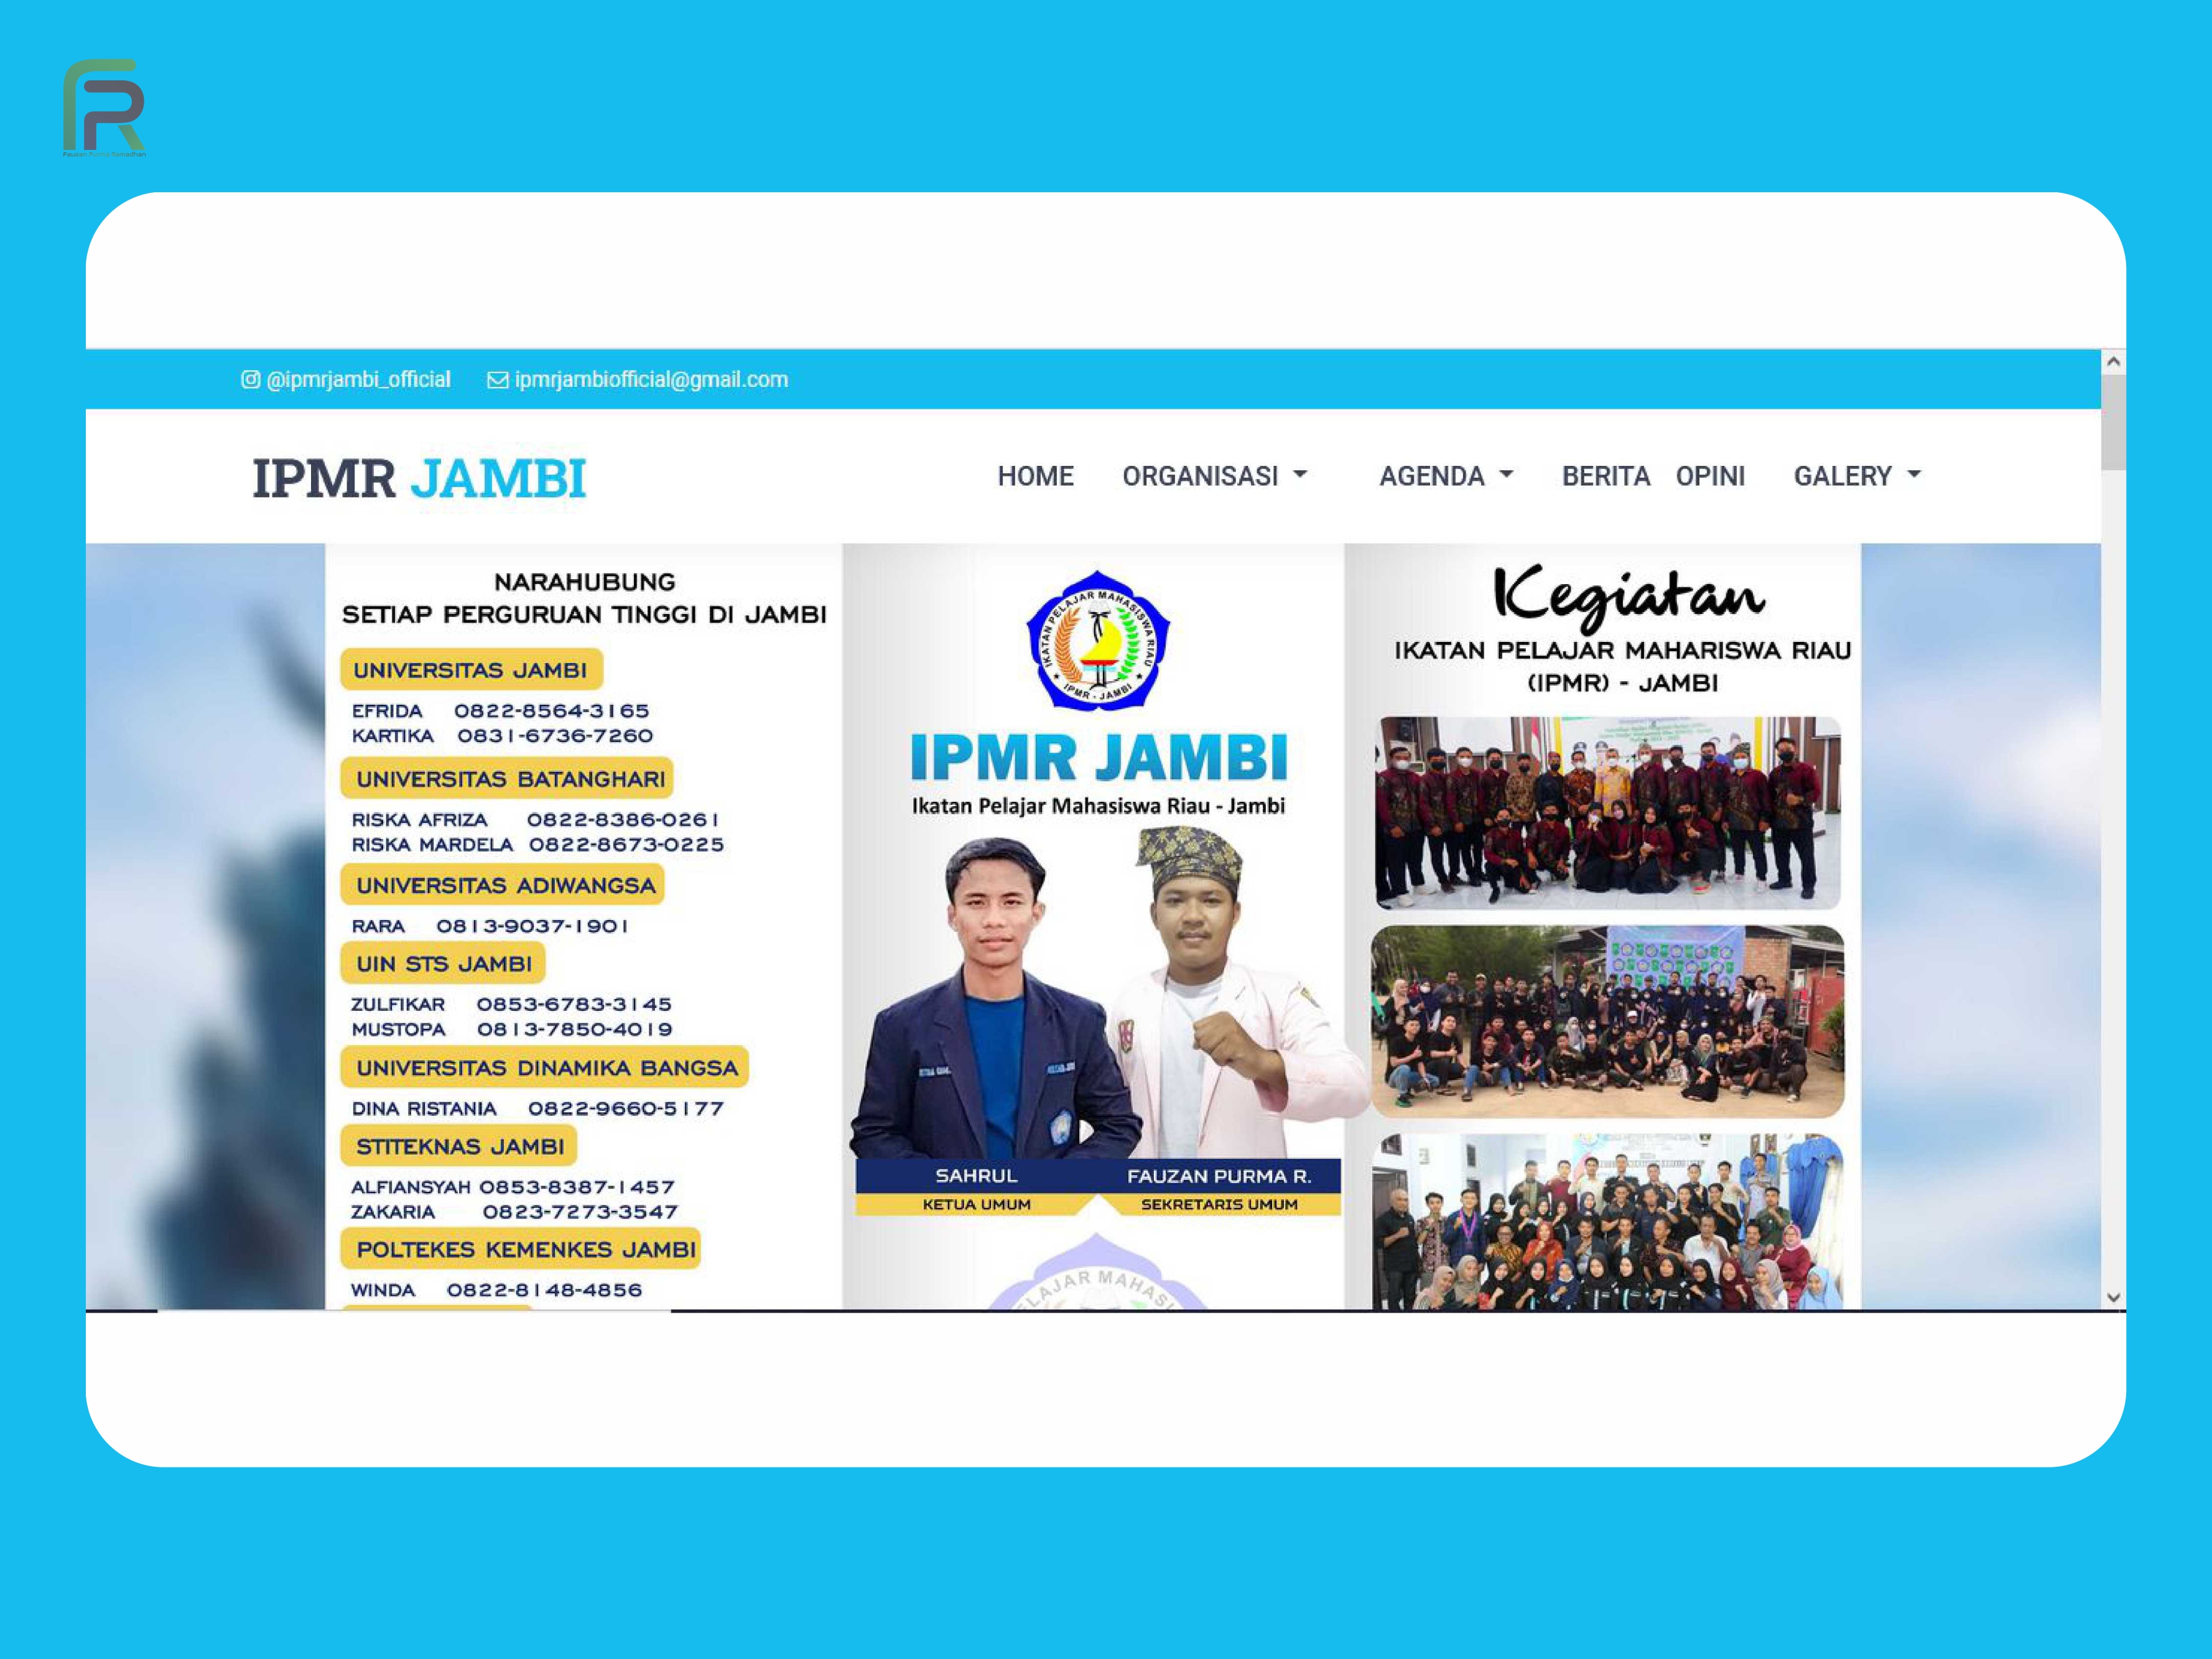 Fauzan Purma Ramadhan
@ipmrjambi_official
ipmrjambiofficial@gmail.com
IPMR JAMBI
HOME ORGANISASI AGENDA BERITA OPINI GALERY
NARAHUBUNG
SETIAP PERGURUAN TINGGI DI JAMBI
UNIVERSITAS JAMBI
EFRIDA 0822-8564-3165
KARTIKA 0831-6736-7260
UNIVERSITAS BATANGHARI
RISKA AFRIZA 0822-8386-0261
RISKA MARDELA 0822-8673-0225
UNIVERSITAS ADIWANGSA
RARA 0813-9037-1901
UIN STS JAMBI
ZULFIKAR 0853-6783-3145
MUSTOPA 0813-7850-4019
UNIVERSITAS DINAMIKA BANGSA
DINA RISTANIA 0822-9660-5177
STITEKNAS JAMBI
ALFIANSYAH 0853-8387-1457
ZAKARIA 0823-7273-3547
POLTEKES KEMENKES JAMBI
WINDA 0822-8148-4856
IKATAN PELAJAR MAHASISWA RIAU
IPMR - JAMBI
IPMR JAMBI
Ikatan Pelajar Mahasiswa Riau - Jambi
SAHRUL
KETUA UMUM
FAUZAN PURMA R.
SEKRETARIS UMUM
LAJAR MAHAS
Kegiatan
IKATAN PELAJAR MAHARISWA RIAU
(IPMR) - JAMBI